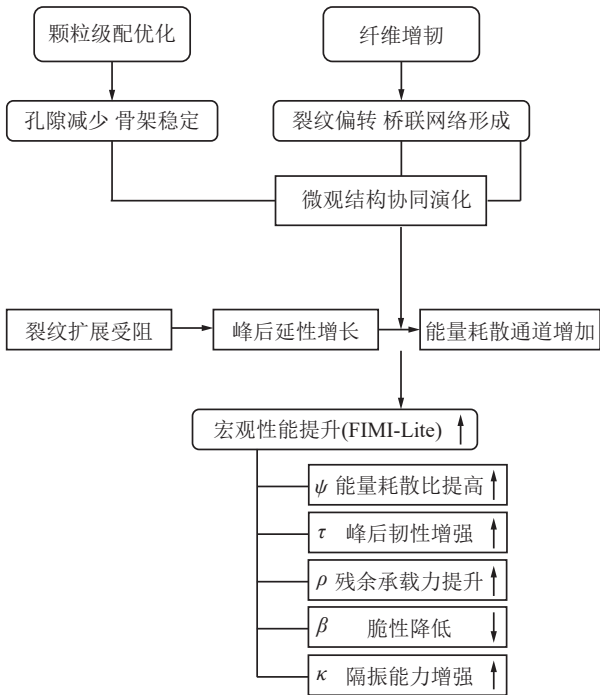 颗粒级配优化
纤维增韧
孔隙减少 骨架稳定
裂纹偏转 桥联网络形成
微观结构协同演化
裂纹扩展受阻
峰后延性增长
能量耗散通道增加
宏观性能提升(FIMI-Lite) ↑
ψ 能量耗散比提高 ↑
τ 峰后韧性增强 ↑
ρ 残余承载力提升 ↑
β 脆性降低 ↓
κ 隔振能力增强 ↑